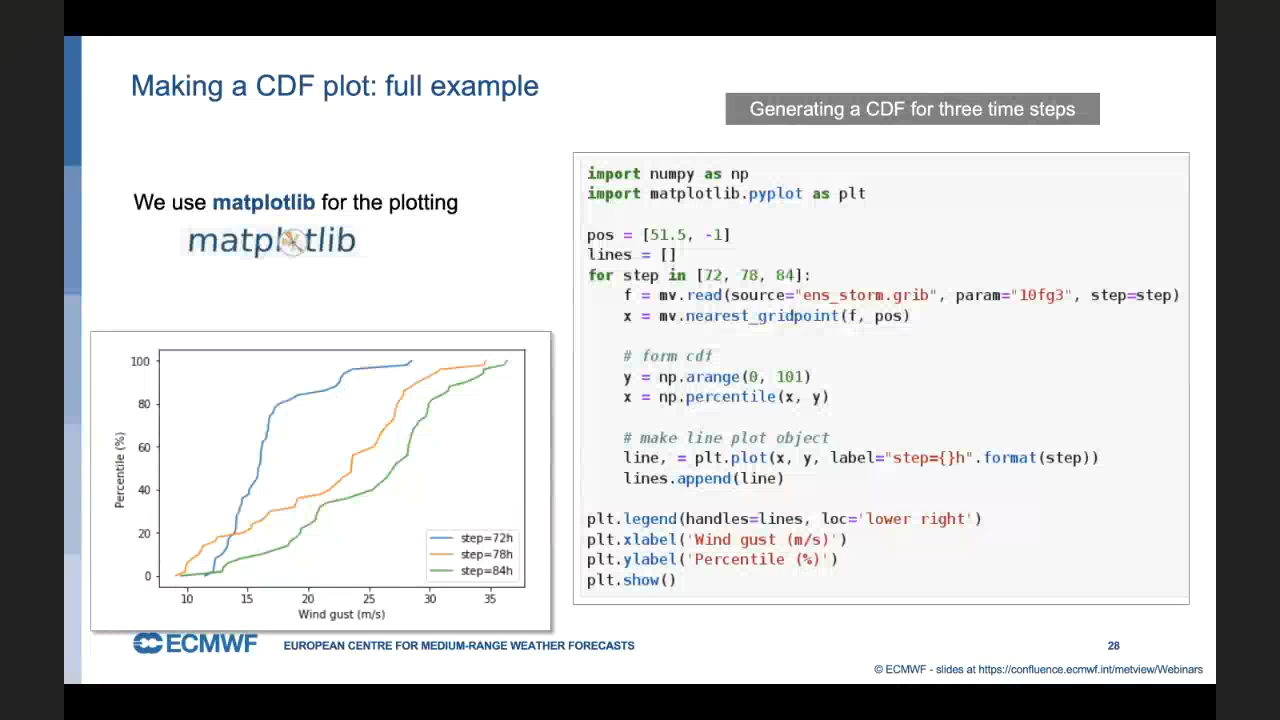 Making a CDF plot: full example
Generating a CDF for three time steps
We use matplotlib for the plotting
matplotlib
import numpy as np
import matplotlib.pyplot as plt
pos = [51.5, -1]
lines = []
for step in [72, 78, 84]:
    f = mv.read(source="ens_storm.grib", param="10fg3", step=step)
    x = mv.nearest_gridpoint(f, pos)
    # form cdf
    y = np.arange(0, 101)
    x = np.percentile(x, y)
    # make line plot object
    line, = plt.plot(x, y, label="step={}h".format(step))
    lines.append(line)
plt.legend(handles=lines, loc='lower right')
plt.xlabel('Wind gust (m/s)')
plt.ylabel('Percentile (%)')
plt.show()
Percentile (%)
100
80
60
40
20
0
step=72h
step=78h
step=84h
10 15 20 25 30 35
Wind gust (m/s)
ECMWF EUROPEAN CENTRE FOR MEDIUM-RANGE WEATHER FORECASTS
28
© ECMWF - slides at https://confluence.ecmwf.int/metview/Webinars